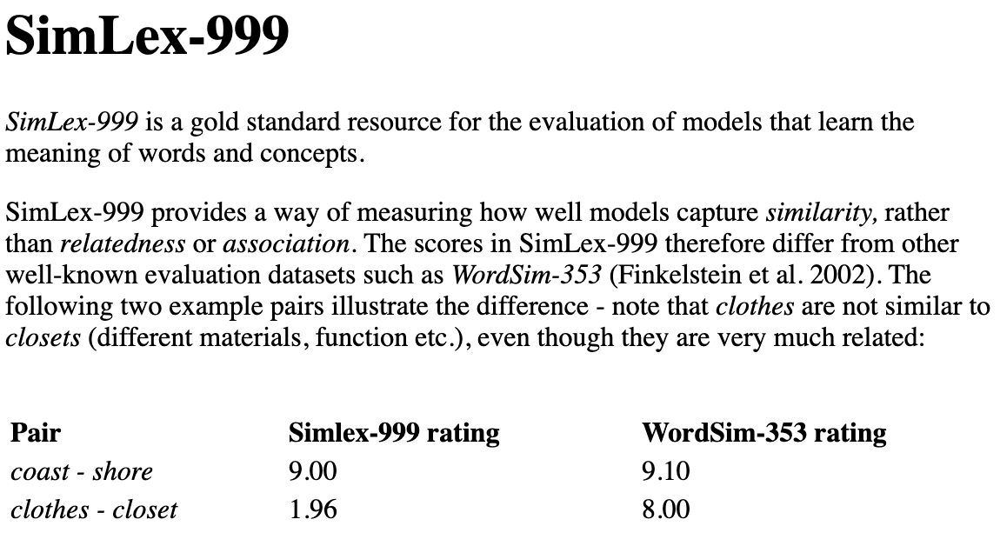 SimLex-999
SimLex-999 is a gold standard resource for the evaluation of models that learn the
meaning of words and concepts.
SimLex-999 provides a way of measuring how well models capture similarity, rather
than relatedness or association. The scores in SimLex-999 therefore differ from other
well-known evaluation datasets such as WordSim-353 (Finkelstein et al. 2002). The
following two example pairs illustrate the difference - note that clothes are not similar to
closets (different materials, function etc.), even though they are very much related:
Pair Simlex-999 rating WordSim-353 rating
coast - shore 9.00 9.10
clothes - closet 1.96 8.00